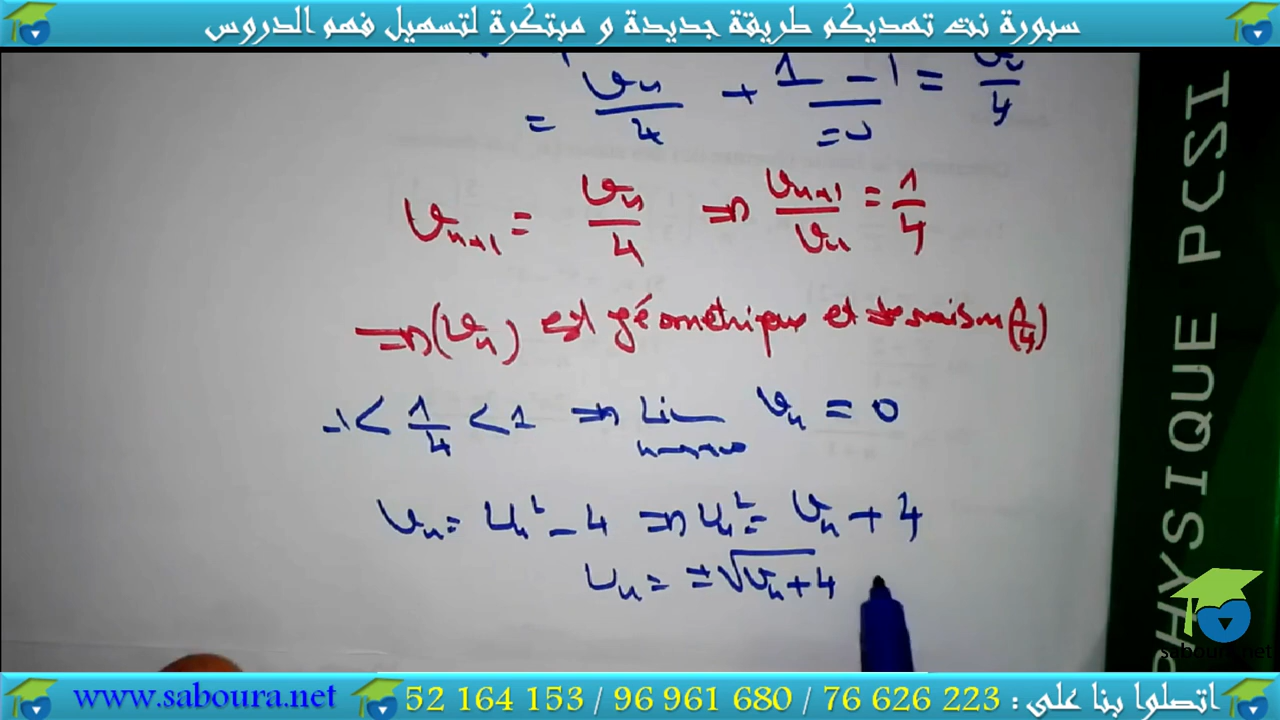 سبورة نت تهديكم طريقة جديدة و مبتكرة لتسهيل فهم الدروس
= Vn/4 + 1 - 1 = Vn/4
=0
Vn+1 = Vn/4 => Vn+1/Vn = 1/4
=> (Vn) est géométrique et de raison (1/4)
-1 < 1/4 < 1 => Lim n→+∞ Vn = 0
Vn = Un² - 4 => Un² = Vn + 4
Un = ±√Vn + 4
PHYSIQUE PCSI
saboura.net
www.saboura.net 52 164 153 / 96 961 680 / 76 626 223 : اتصلوا بنا على